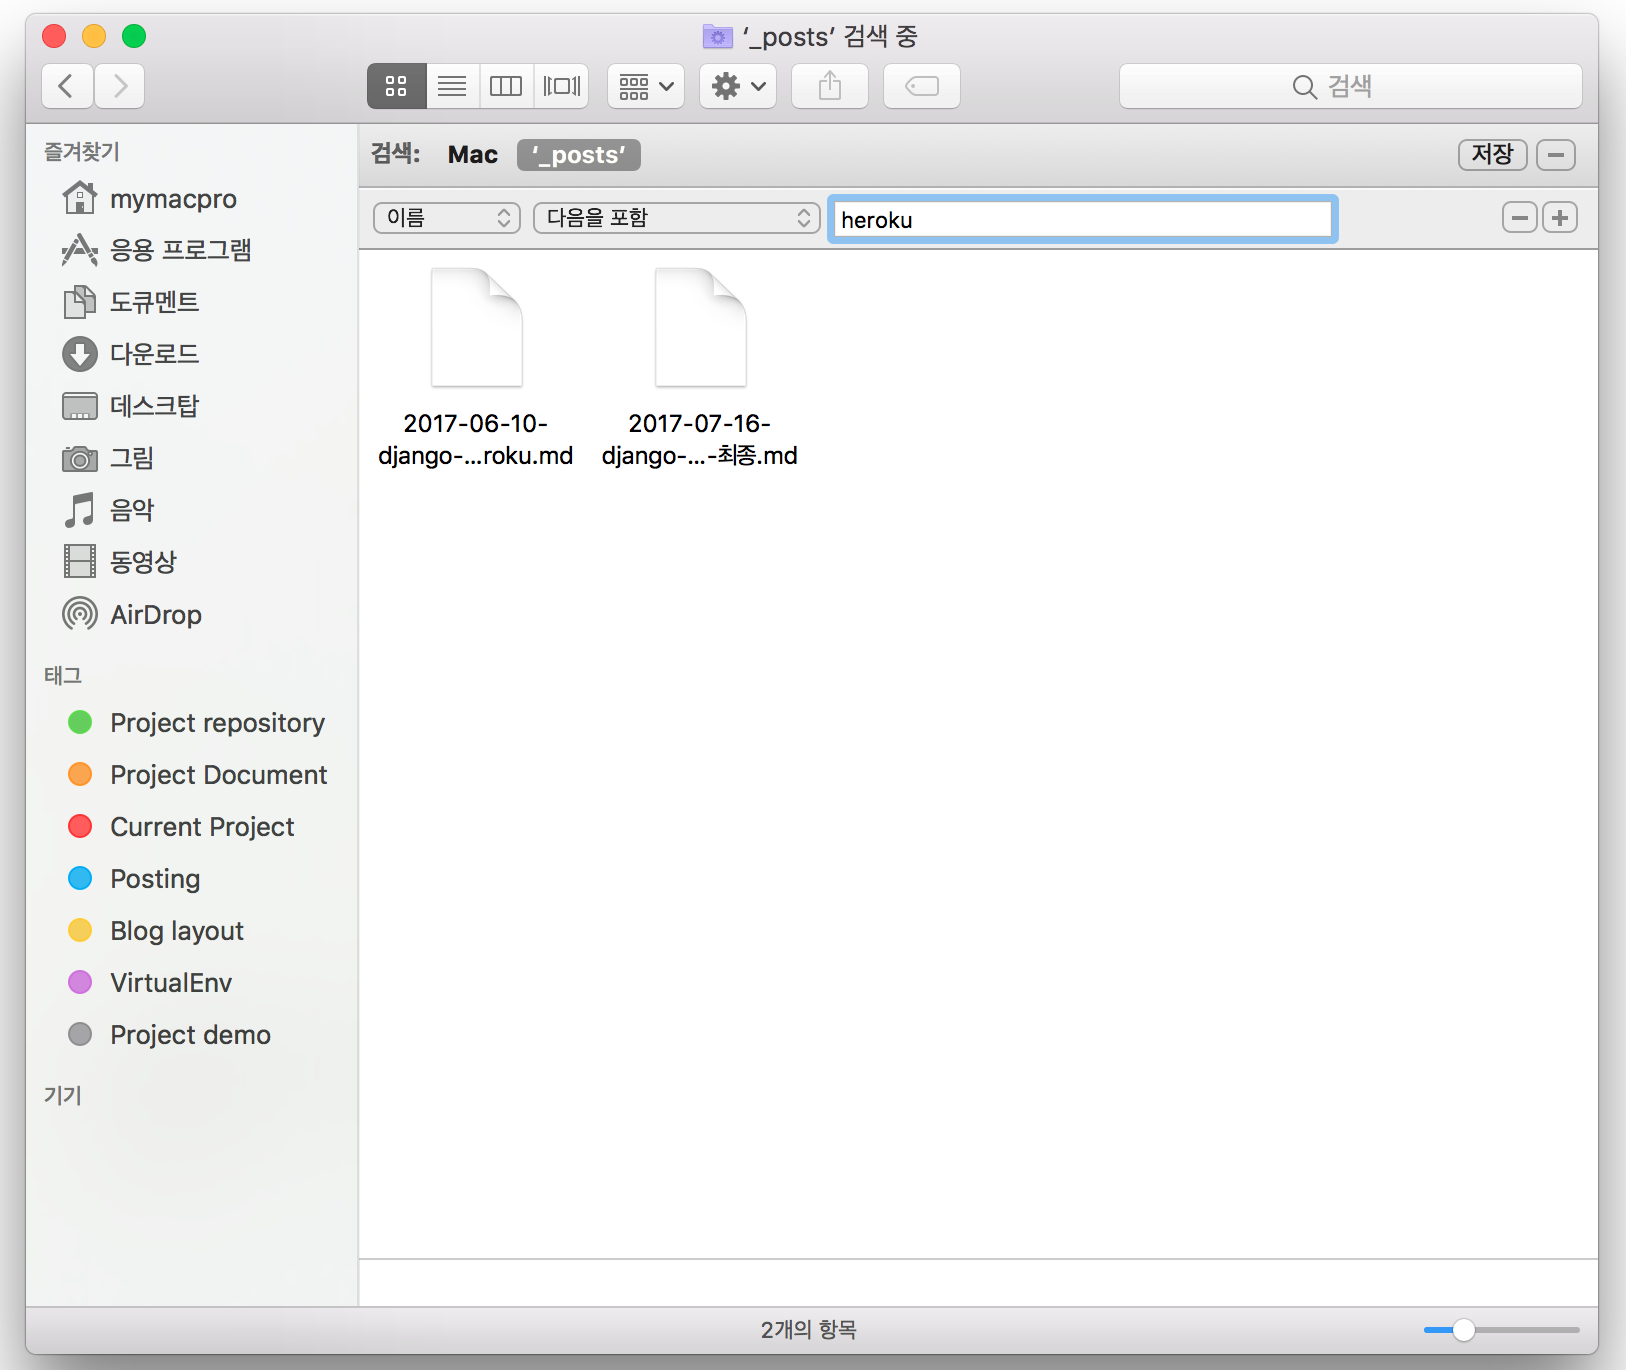 ‘_posts’ 검색 중
검색
즐겨찾기
mymacpro
응용 프로그램
도큐멘트
다운로드
데스크탑
그림
음악
동영상
AirDrop
태그
Project repository
Project Document
Current Project
Posting
Blog layout
VirtualEnv
Project demo
기기
검색: Mac ‘_posts’ 저장
이름 다음을 포함 heroku
2017-06-10-
django-...roku.md
2017-07-16-
django-...-최종.md
2개의 항목